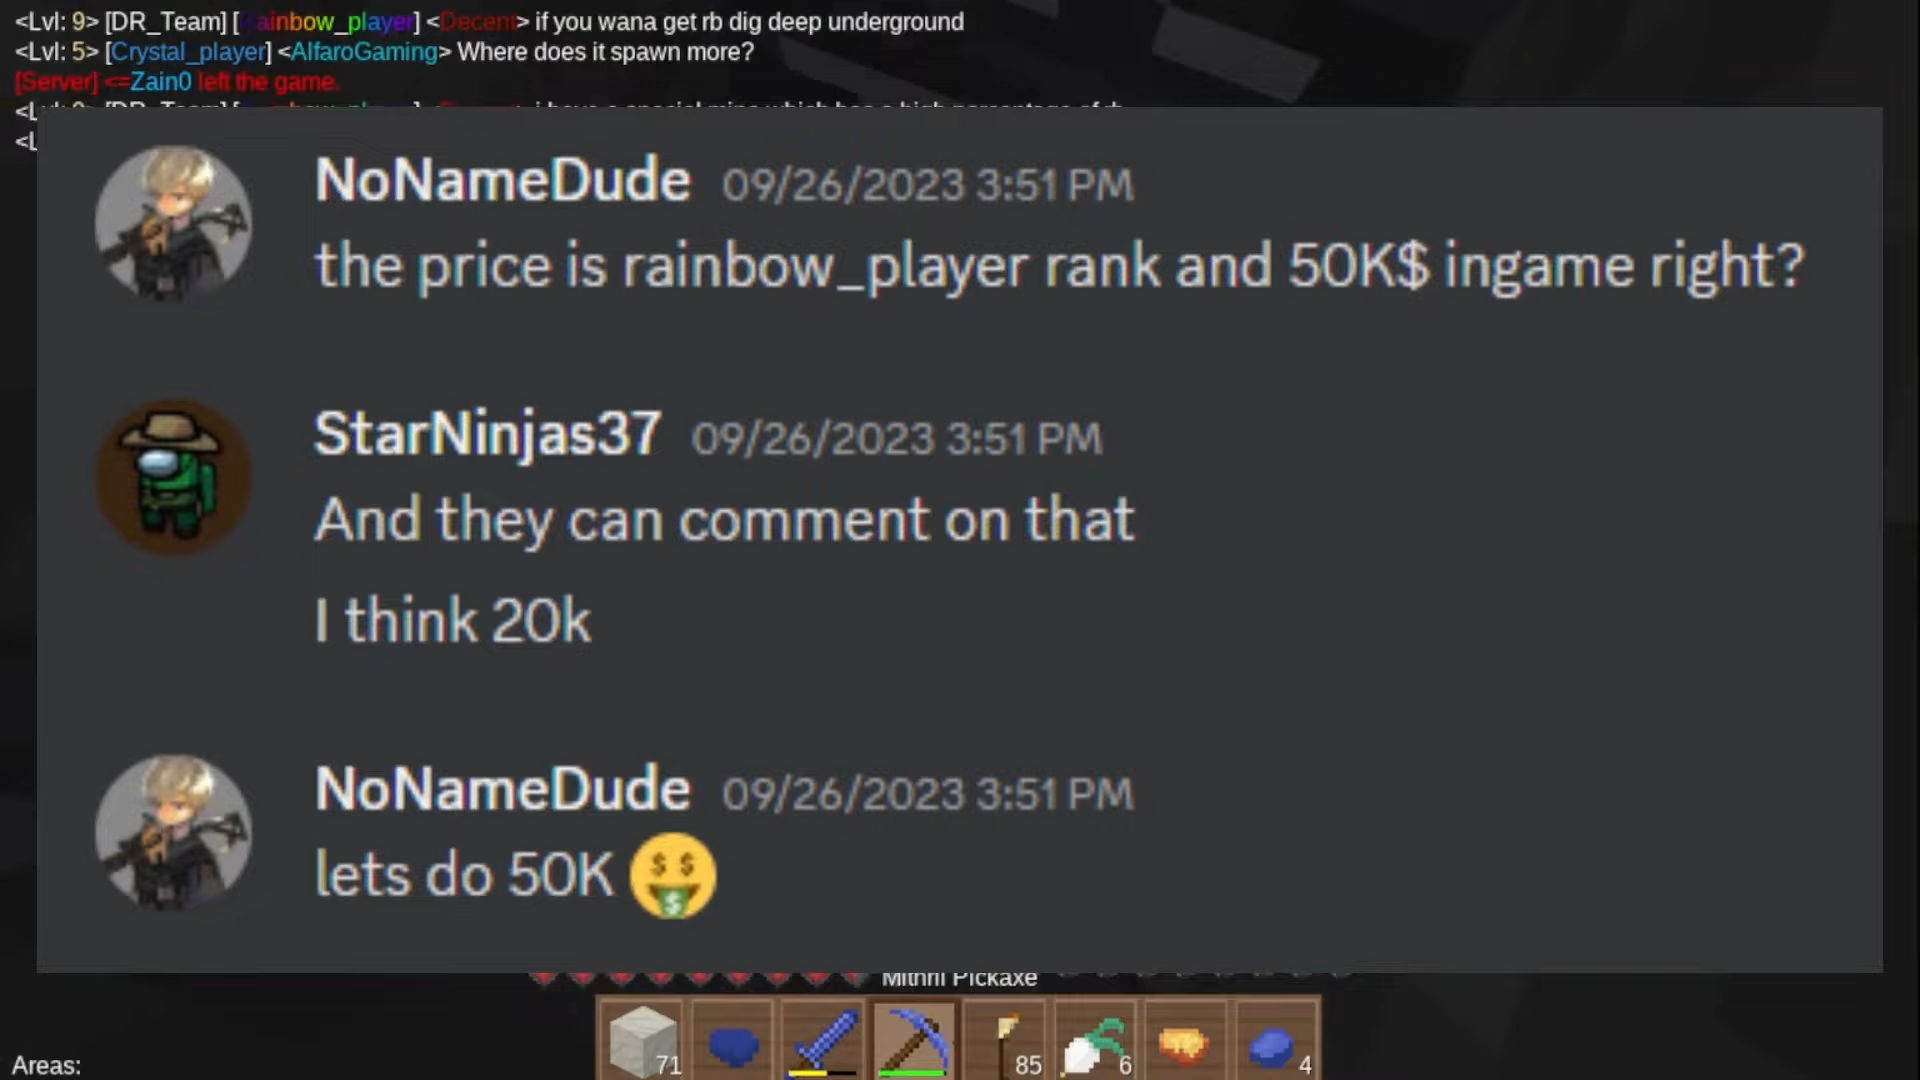 <Lvl: 9> [DR_Team] [Rainbow_player] <Decent> if you wana get rb dig deep underground
<Lvl: 5> [Crystal_player] <AlfaroGaming> Where does it spawn more?
[Server] <=Zain0 left the game.
NoNameDude 09/26/2023 3:51 PM
the price is rainbow_player rank and 50K$ ingame right?
StarNinjas37 09/26/2023 3:51 PM
And they can comment on that
I think 20k
NoNameDude 09/26/2023 3:51 PM
lets do 50K
Mithril Pickaxe
71 85 6 4
Areas: